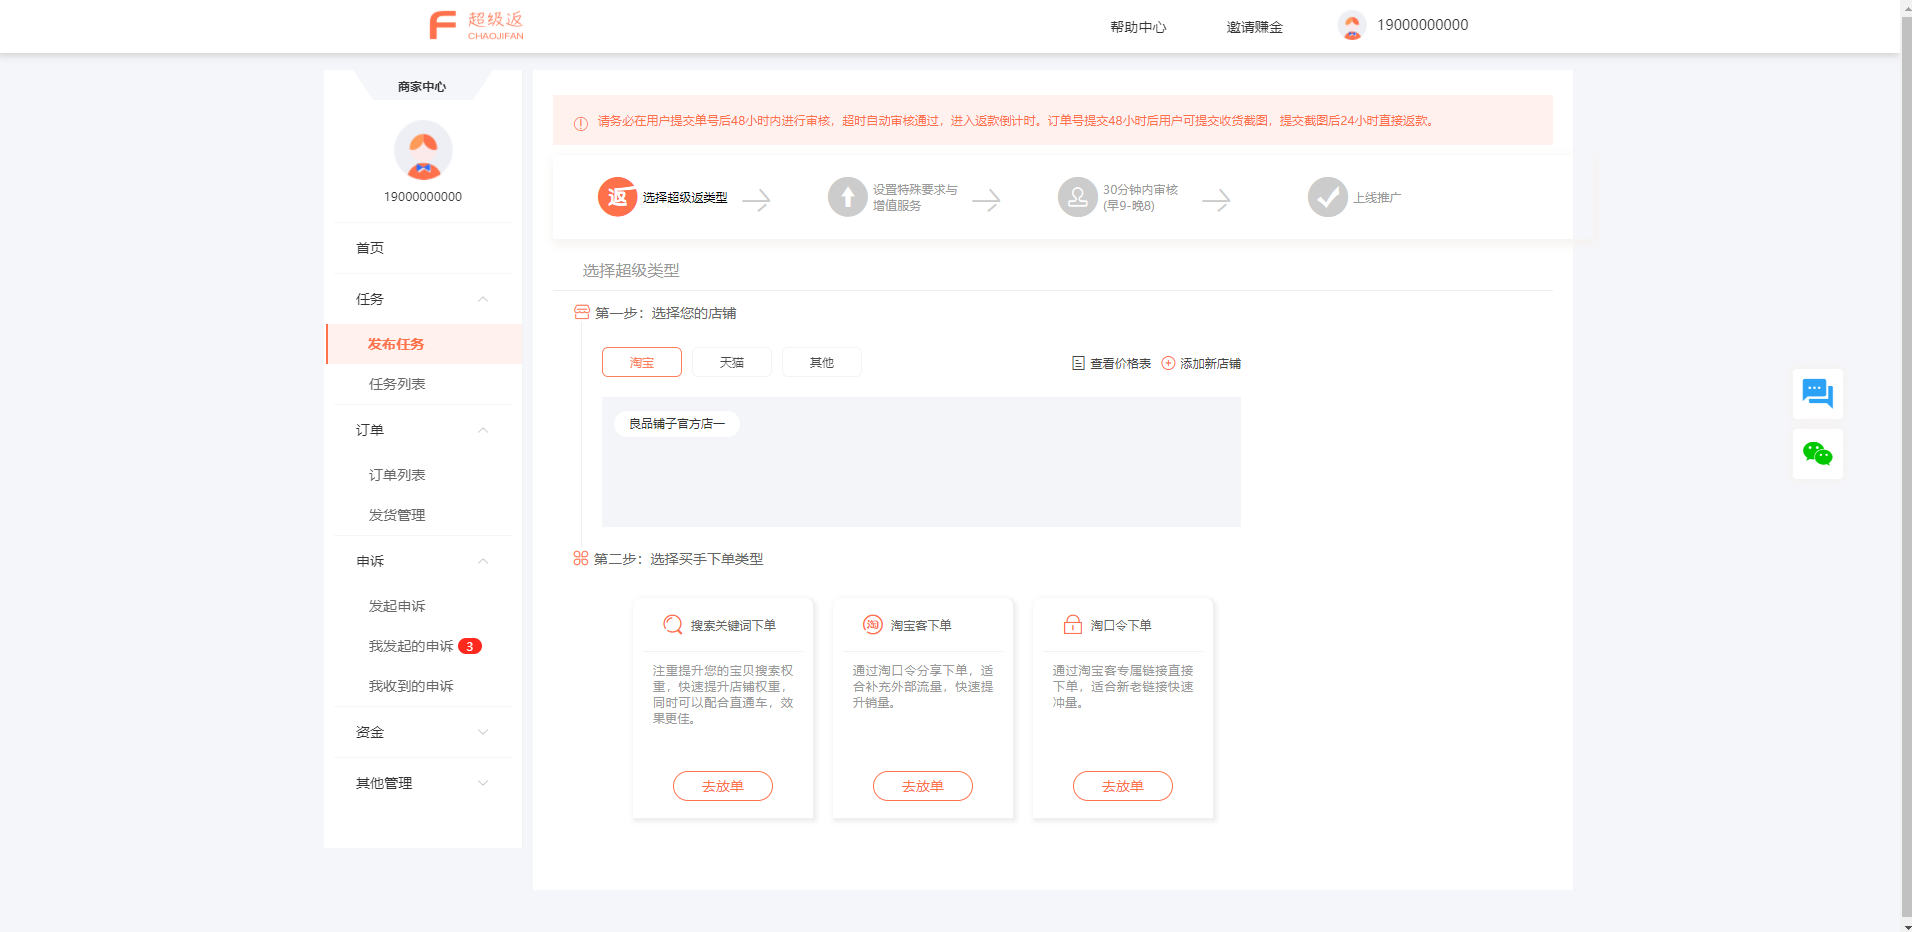 超级返
CHAOJIFAN
帮助中心
邀请赚金
19000000000
商家中心
19000000000
首页
任务
发布任务
任务列表
订单
订单列表
发货管理
申诉
发起申诉
我发起的申诉 3
我收到的申诉
资金
其他管理
请务必在用户提交单号后48小时内进行审核，超时自动审核通过，进入返款倒计时。订单号提交48小时后用户可提交收货截图，提交截图后24小时直接返款。
返 选择超级返类型
设置特殊要求与
增值服务
30分钟内审核
(早9-晚8)
上线推广
选择超级类型
第一步：选择您的店铺
淘宝
天猫
其他
查看价格表
添加新店铺
良品铺子官方店一
第二步：选择买手下单类型
搜索关键词下单
注重提升您的宝贝搜索权
重，快速提升店铺权重，
同时可以配合直通车，效
果更佳。
去放单
淘 淘宝客下单
通过淘口令分享下单，适
合补充外部流量，快速提
升销量。
去放单
淘口令下单
通过淘宝客专属链接直接
下单，适合新老链接快速
冲量。
去放单